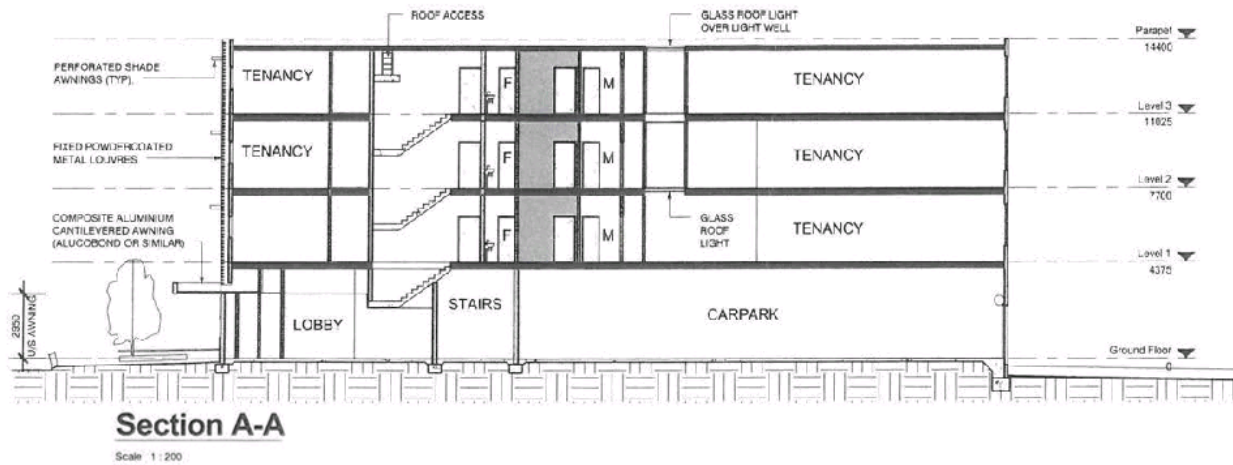 ROOF ACCESS
GLASS ROOF LIGHT
OVER LIGHT WELL
Parapet
14400
PERFORATED SHADE
AWNINGS (TYP).
TENANCY
F
M
TENANCY
Level 3
11025
FIXED POWDERCOATED
METAL LOUVRES
TENANCY
F
M
TENANCY
Level 2
7700
COMPOSITE ALUMINIUM
CANTILEVERED AWNING
(ALUCOBOND OR SIMILAR)
F
M
GLASS
ROOF
LIGHT
TENANCY
Level 1
4375
2950
U/S AWNING
LOBBY
STAIRS
CARPARK
Ground Floor
0
Section A-A
Scale 1 : 200